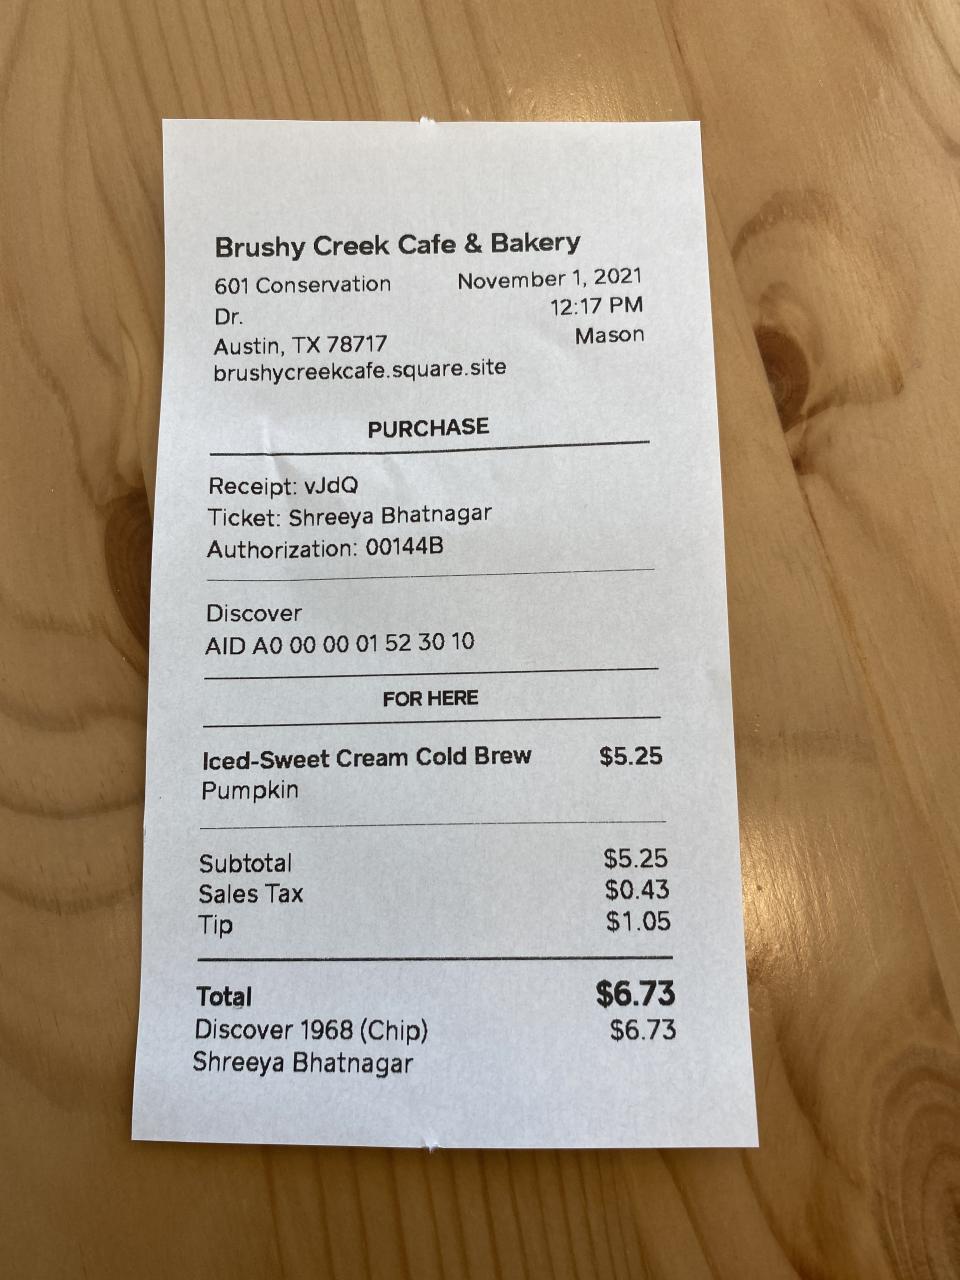 Brushy Creek Cafe & Bakery
601 Conservation Dr.
Austin, TX 78717
brushycreekcafe.square.site
November 1, 2021
12:17 PM
Mason
PURCHASE
Receipt: vJdQ
Ticket: Shreeya Bhatnagar
Authorization: 00144B
Discover
AID A0 00 00 01 52 30 10
FOR HERE
Iced-Sweet Cream Cold Brew $5.25
Pumpkin
Subtotal $5.25
Sales Tax $0.43
Tip $1.05
Total $6.73
Discover 1968 (Chip) $6.73
Shreeya Bhatnagar